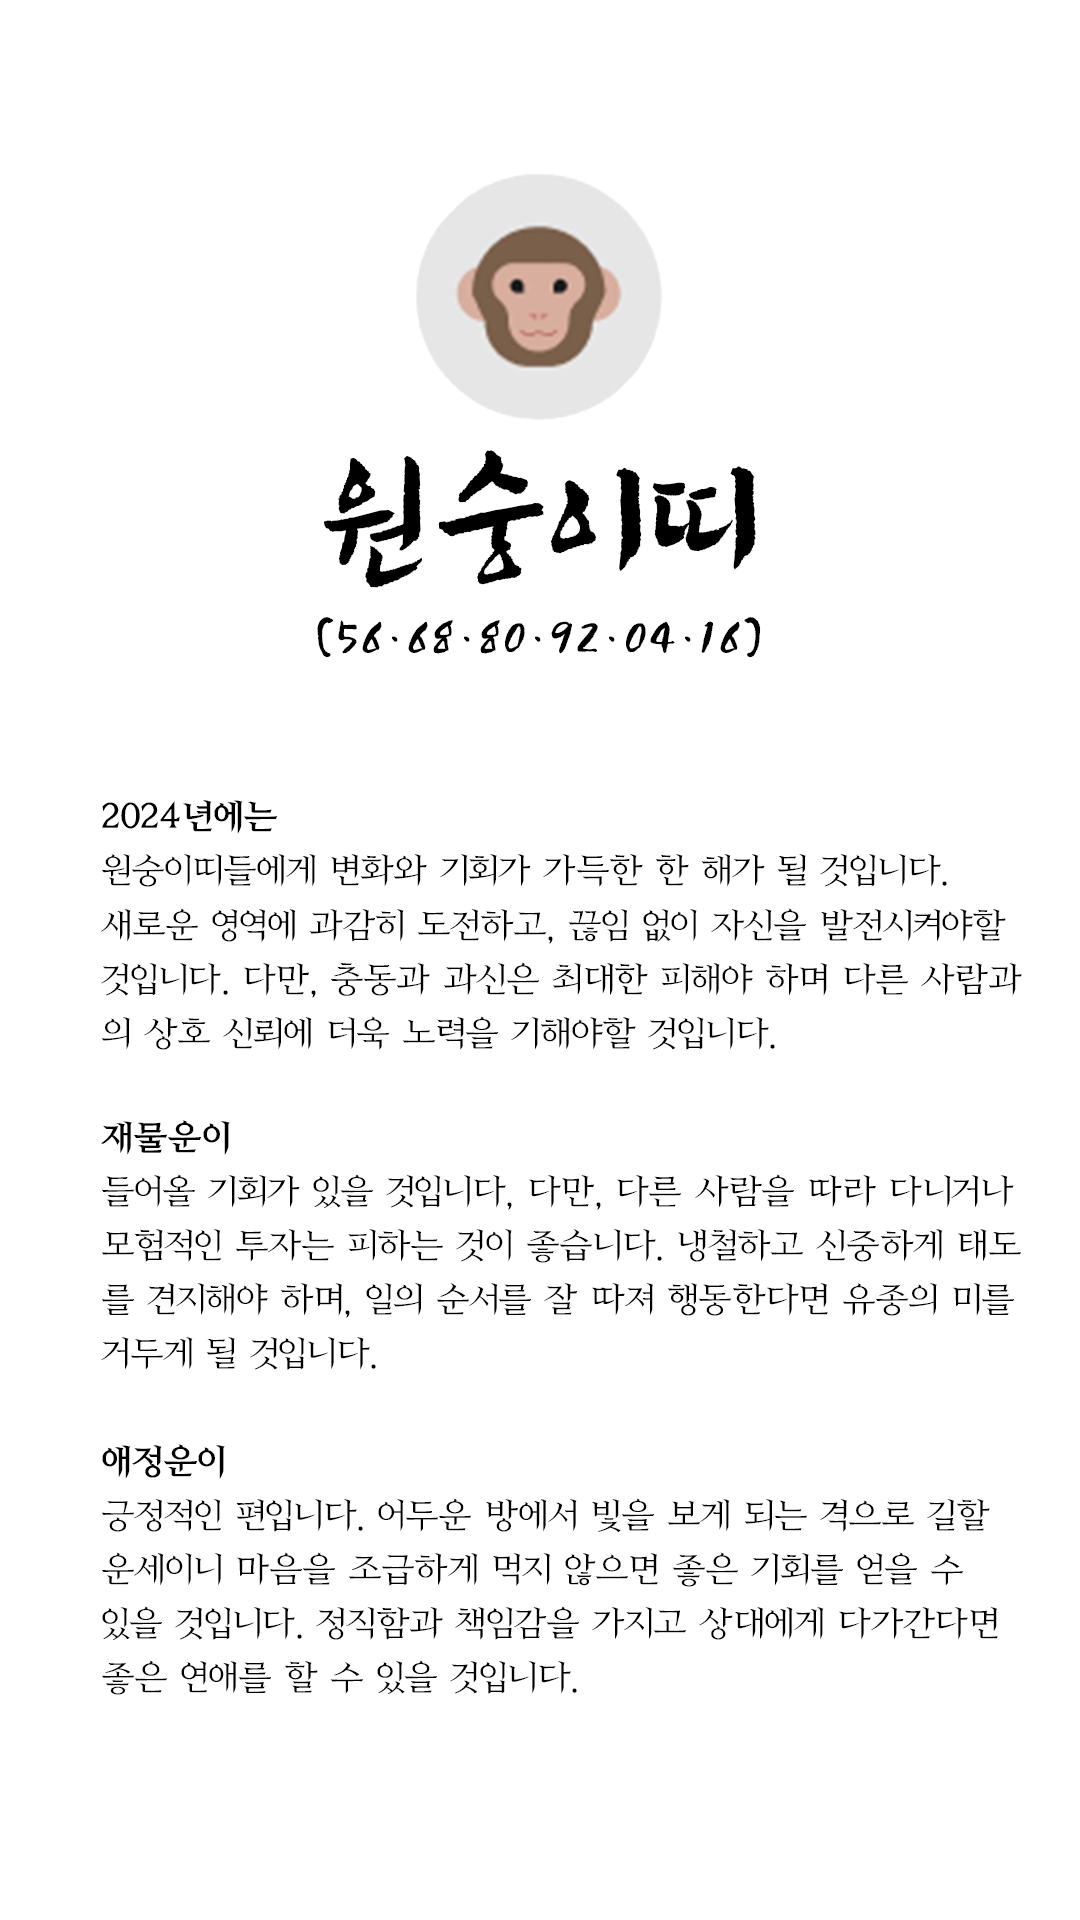 원숭이띠
(56·68·80·92·04·16)
2024년에는
원숭이띠들에게 변화와 기회가 가득한 한 해가 될 것입니다.
새로운 영역에 과감히 도전하고, 끊임 없이 자신을 발전시켜야할
것입니다. 다만, 충동과 과신은 최대한 피해야 하며 다른 사람과
의 상호 신뢰에 더욱 노력을 기해야할 것입니다.
재물운이
들어올 기회가 있을 것입니다, 다만, 다른 사람을 따라 다니거나
모험적인 투자는 피하는 것이 좋습니다. 냉철하고 신중하게 태도
를 견지해야 하며, 일의 순서를 잘 따져 행동한다면 유종의 미를
거두게 될 것입니다.
애정운이
긍정적인 편입니다. 어두운 방에서 빛을 보게 되는 격으로 길할
운세이니 마음을 조급하게 먹지 않으면 좋은 기회를 얻을 수
있을 것입니다. 정직함과 책임감을 가지고 상대에게 다가간다면
좋은 연애를 할 수 있을 것입니다.